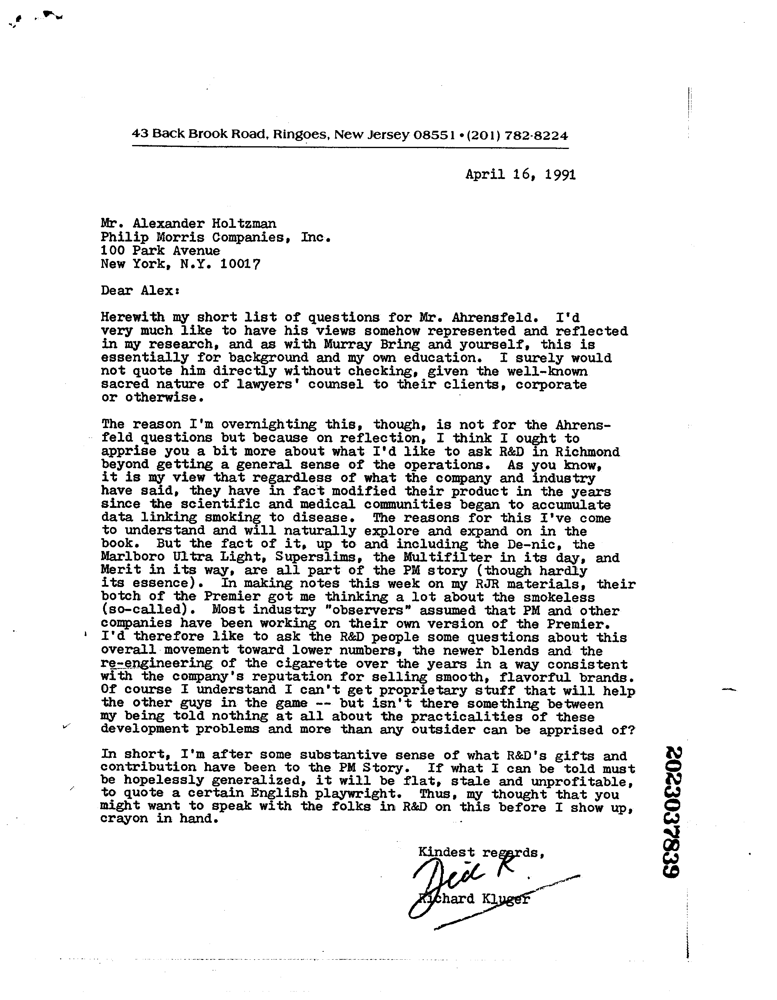 43 Back Brook Road, Ringoes, New Jersey 08551 • (201) 782-8224
April 16, 1991
Mr. Alexander Holtzman
Philip Morris Companies, Inc.
100 Park Avenue
New York, N.Y. 10017
Dear Alex:
Herewith my short list of questions for Mr. Ahrensfeld. I'd
very much like to have his views somehow represented and reflected
in my research, and as with Murray Bring and yourself, this is
essentially for background and my own education. I surely would
not quote him directly without checking, given the well-known
sacred nature of lawyers' counsel to their clients, corporate
or otherwise.
The reason I'm overnighting this, though, is not for the Ahrens-
feld questions but because on reflection, I think I ought to
apprise you a bit more about what I'd like to ask R&D in Richmond
beyond getting a general sense of the operations. As you know,
it is my view that regardless of what the company and industry
have said, they have in fact modified their product in the years
since the scientific and medical communities began to accumulate
data linking smoking to disease. The reasons for this I've come
to understand and will naturally explore and expand on in the
book. But the fact of it, up to and including the De-nic, the
Marlboro Ultra Light, Superslims, the Multifilter in its day, and
Merit in its way, are all part of the PM story (though hardly
its essence). In making notes this week on my RJR materials, their
botch of the Premier got me thinking a lot about the smokeless
(so-called). Most industry "observers" assumed that PM and other
companies have been working on their own version of the Premier.
I'd therefore like to ask the R&D people some questions about this
overall movement toward lower numbers, the newer blends and the
re-engineering of the cigarette over the years in a way consistent
with the company's reputation for selling smooth, flavorful brands.
Of course I understand I can't get proprietary stuff that will help
the other guys in the game -- but isn't there something between
my being told nothing at all about the practicalities of these
development problems and more than any outsider can be apprised of?
In short, I'm after some substantive sense of what R&D's gifts and
contribution have been to the PM Story. If what I can be told must
be hopelessly generalized, it will be flat, stale and unprofitable,
to quote a certain English playwright. Thus, my thought that you
might want to speak with the folks in R&D on this before I show up,
crayon in hand.
Kindest regards,
Dick K.
Richard Kluger
2023037839